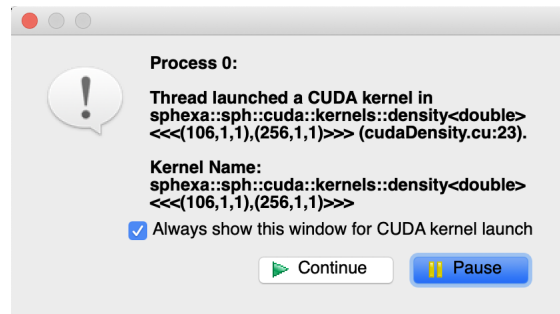 Process 0:
Thread launched a CUDA kernel in
sphexa::sph::cuda::kernels::density<double>
<<<(106,1,1),(256,1,1)>>> (cudaDensity.cu:23).
Kernel Name:
sphexa::sph::cuda::kernels::density<double>
<<<(106,1,1),(256,1,1)>>>
Always show this window for CUDA kernel launch
Continue
Pause